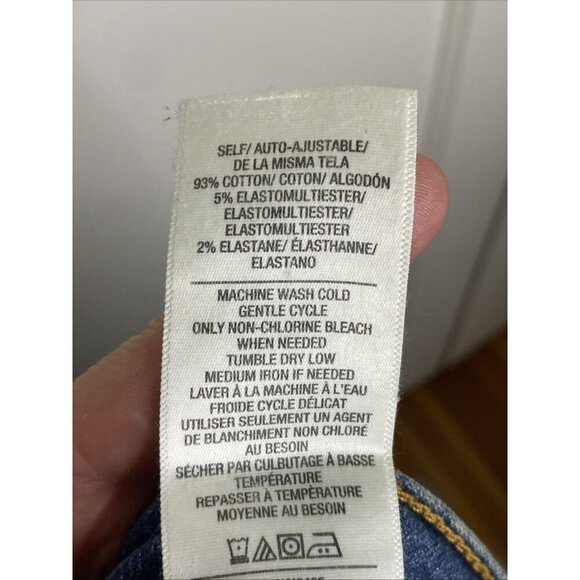 SELF/ AUTO-AJUSTABLE/
DE LA MISMA TELA
93% COTTON/ COTON/ ALGODÓN
5% ELASTOMULTIESTER/
ELASTOMULTIESTER/
ELASTOMULTIESTER
2% ELASTANE/ ÉLASTHANNE/
ELASTANO
MACHINE WASH COLD
GENTLE CYCLE
ONLY NON-CHLORINE BLEACH
WHEN NEEDED
TUMBLE DRY LOW
MEDIUM IRON IF NEEDED
LAVER À LA MACHINE À L'EAU
FROIDE CYCLE DÉLICAT
UTILISER SEULEMENT UN AGENT
DE BLANCHIMENT NON CHLORÉ
AU BESOIN
SÉCHER PAR CULBUTAGE À BASSE
TEMPÉRATURE
REPASSER À TEMPÉRATURE
MOYENNE AU BESOIN